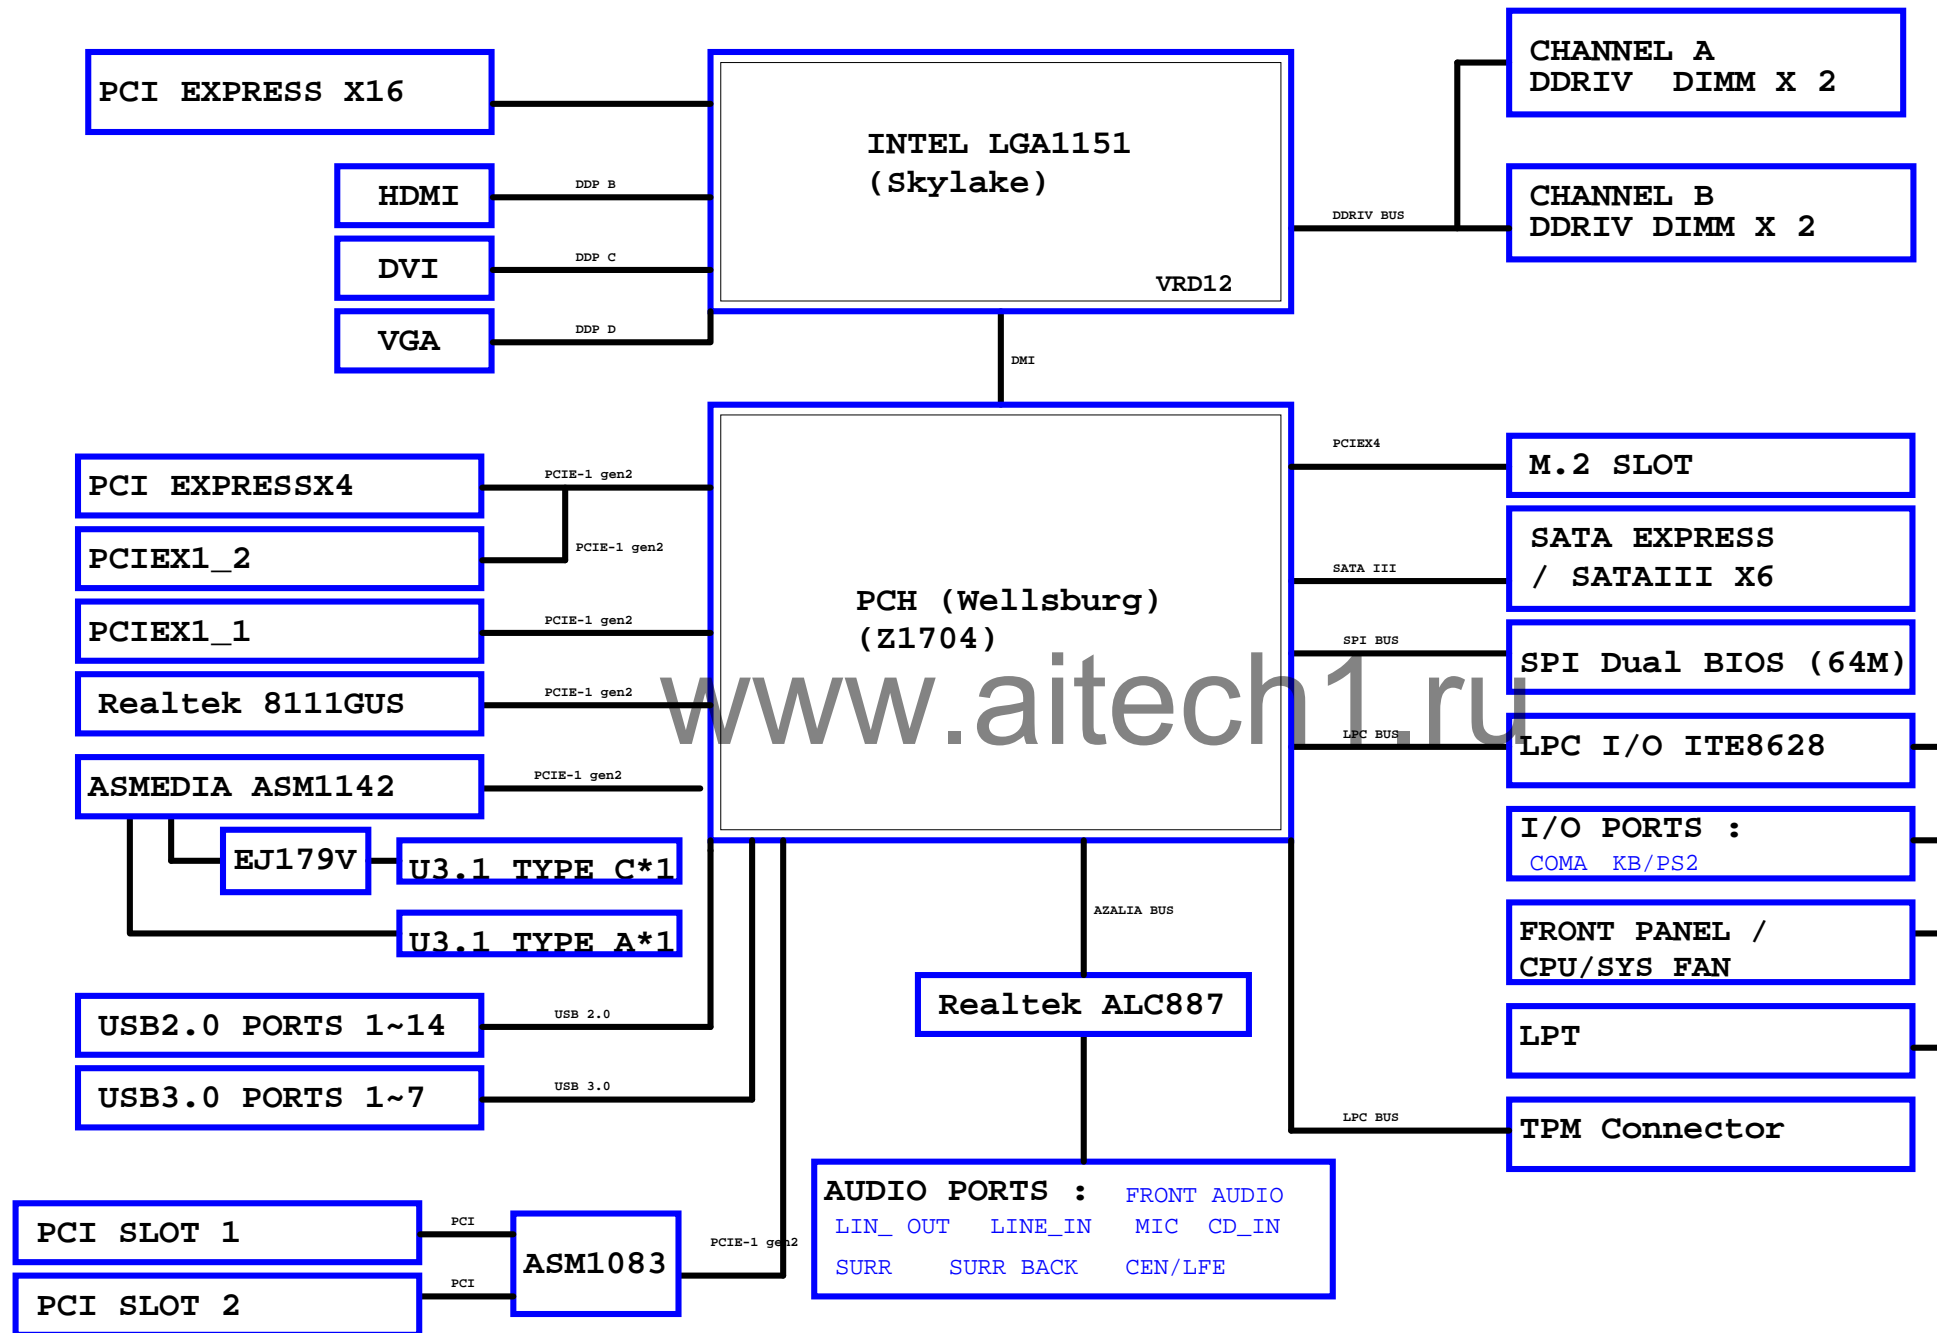 PCI EXPRESS X16
HDMI
DDP B
DVI
DDP C
VGA
DDP D
INTEL LGA1151
(Skylake)
VRD12
DDRIV BUS
CHANNEL A
DDRIV DIMM X 2
CHANNEL B
DDRIV DIMM X 2
DMI
PCI EXPRESSX4
PCIE-1 gen2
PCIEX1_2
PCIE-1 gen2
PCIEX1_1
PCIE-1 gen2
Realtek 8111GUS
PCIE-1 gen2
ASMEDIA ASM1142
PCIE-1 gen2
EJ179V
U3.1 TYPE C*1
U3.1 TYPE A*1
USB2.0 PORTS 1~14
USB 2.0
USB3.0 PORTS 1~7
USB 3.0
PCI SLOT 1
PCI
PCI SLOT 2
PCI
ASM1083
PCIE-1 gen2
PCH (Wellsburg)
(Z1704)
www.aitech1.ru
AZALIA BUS
Realtek ALC887
AUDIO PORTS : FRONT AUDIO
LIN_ OUT LINE_IN MIC CD_IN
SURR SURR BACK CEN/LFE
PCIEX4
M.2 SLOT
SATA III
SATA EXPRESS
/ SATAIII X6
SPI BUS
SPI Dual BIOS (64M)
LPC BUS
LPC I/O ITE8628
I/O PORTS :
COMA KB/PS2
FRONT PANEL /
CPU/SYS FAN
LPT
LPC BUS
TPM Connector